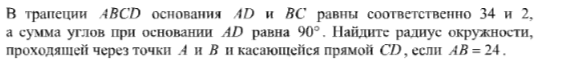 В трапеции ABCD основания AD и BC равны соответственно 34 и 2,
а сумма углов при основании AD равна 90°. Найдите радиус окружности,
проходящей через точки A и B и касающейся прямой CD, если AB = 24.